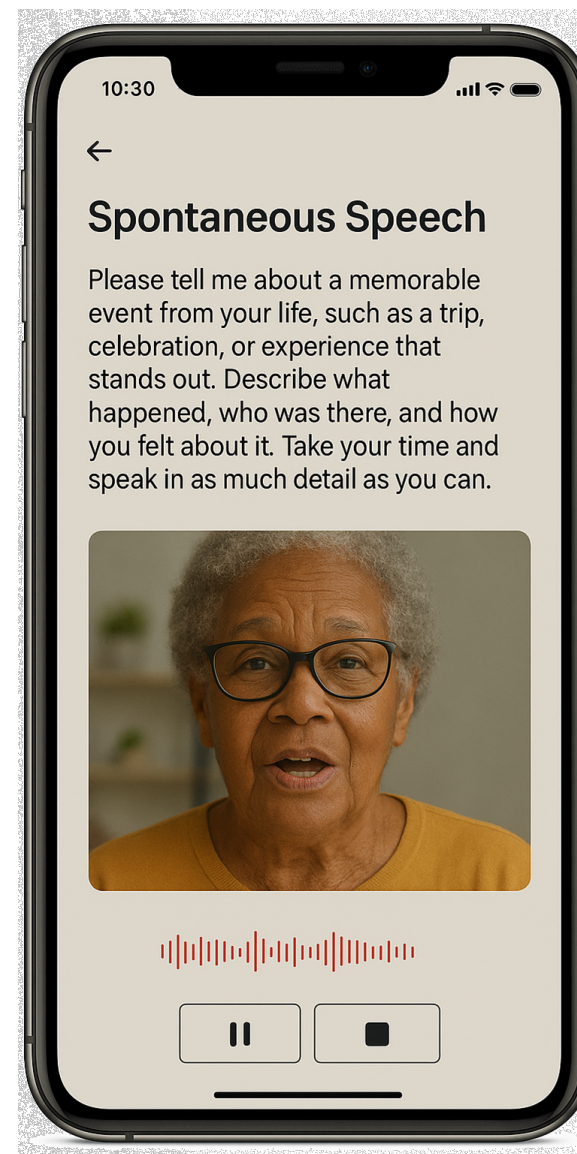 10:30
Spontaneous Speech
Please tell me about a memorable
event from your life, such as a trip,
celebration, or experience that
stands out. Describe what
happened, who was there, and how
you felt about it. Take your time and
speak in as much detail as you can.